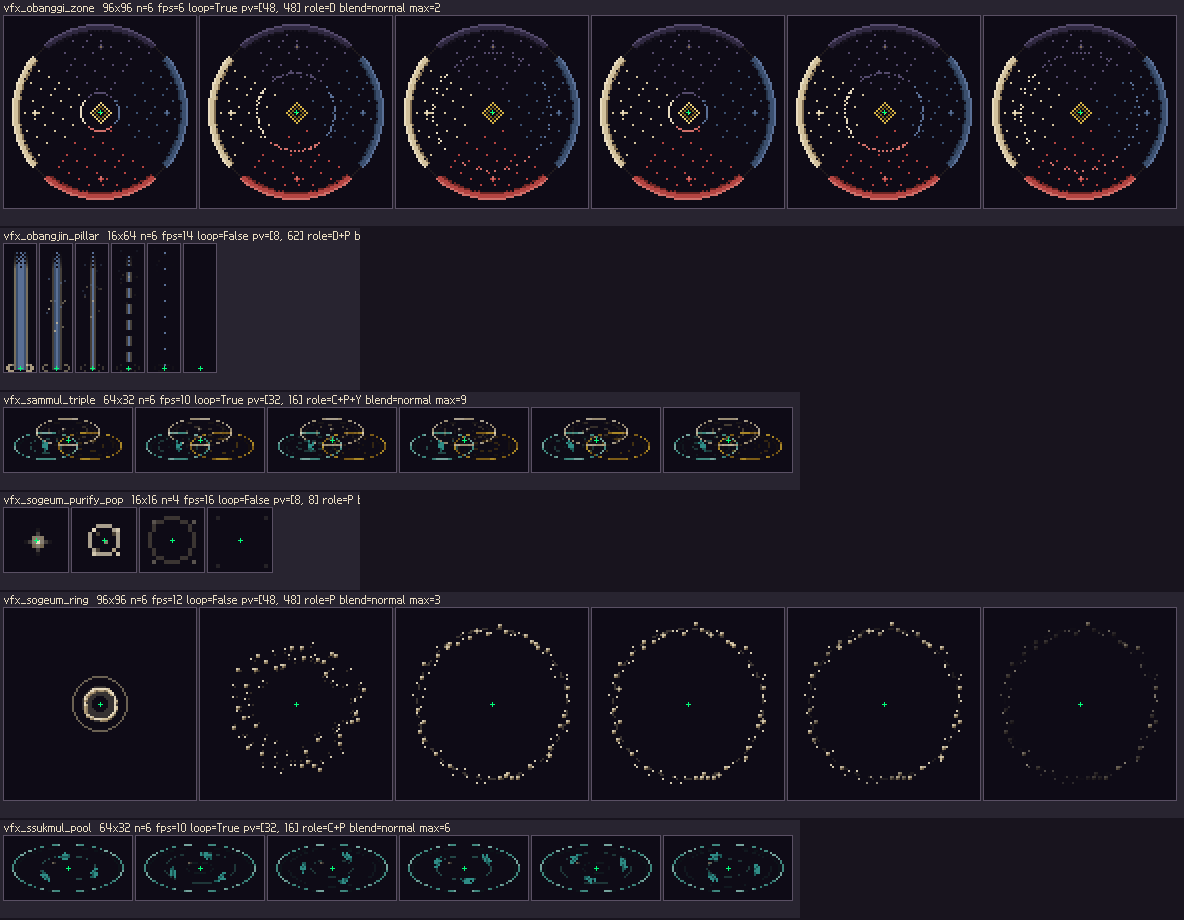 vfx_obanggi_zone 96x96 n=6 fps=6 loop=True pv=[48, 48] role=D blend=normal max=2
vfx_obangjin_pillar 16x64 n=6 fps=14 loop=False pv=[8, 62] role=D+P b
vfx_sammul_triple 64x32 n=6 fps=10 loop=True pv=[32, 16] role=C+P+Y blend=normal max=9
vfx_sogeum_purify_pop 16x16 n=4 fps=16 loop=False pv=[8, 8] role=P b
vfx_sogeum_ring 96x96 n=6 fps=12 loop=False pv=[48, 48] role=P blend=normal max=3
vfx_ssukmul_pool 64x32 n=6 fps=10 loop=True pv=[32, 16] role=C+P blend=normal max=6